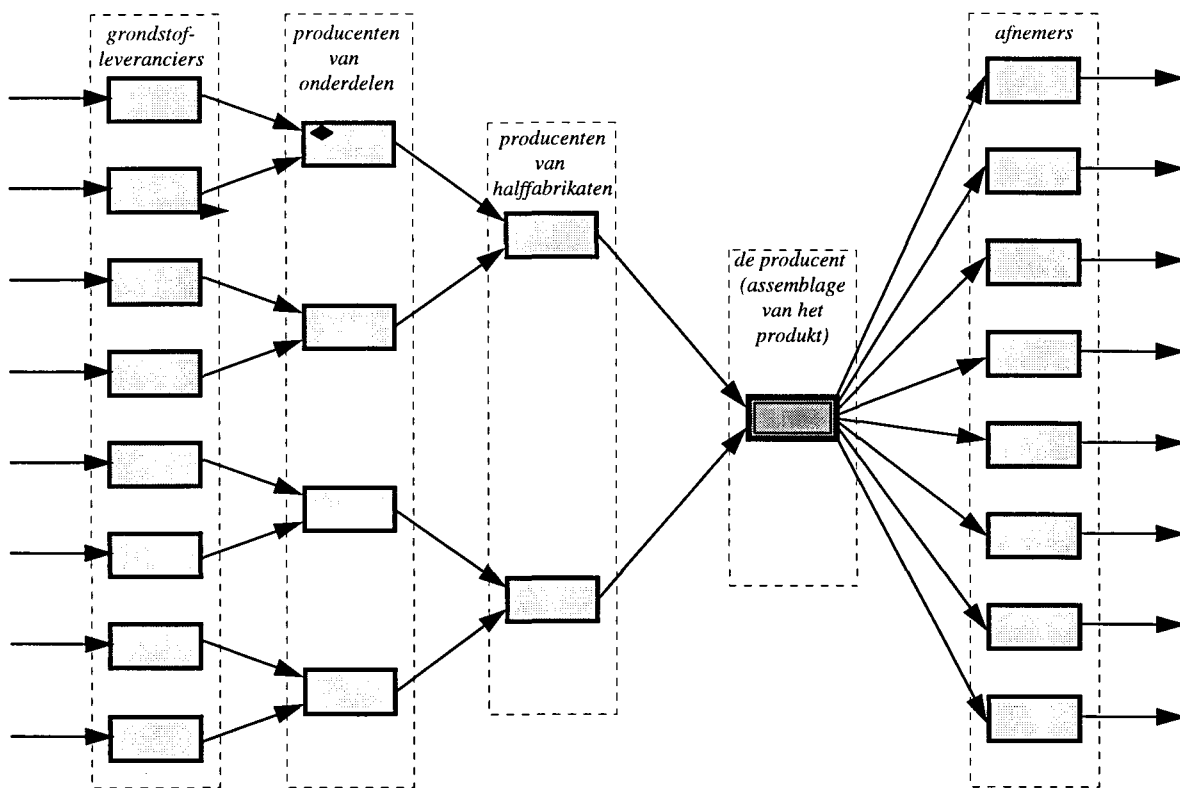 grondstof-
leveranciers
producenten
van
onderdelen
producenten
van
halffabrikaten
de producent
(assemblage
van het
produkt)
afnemers